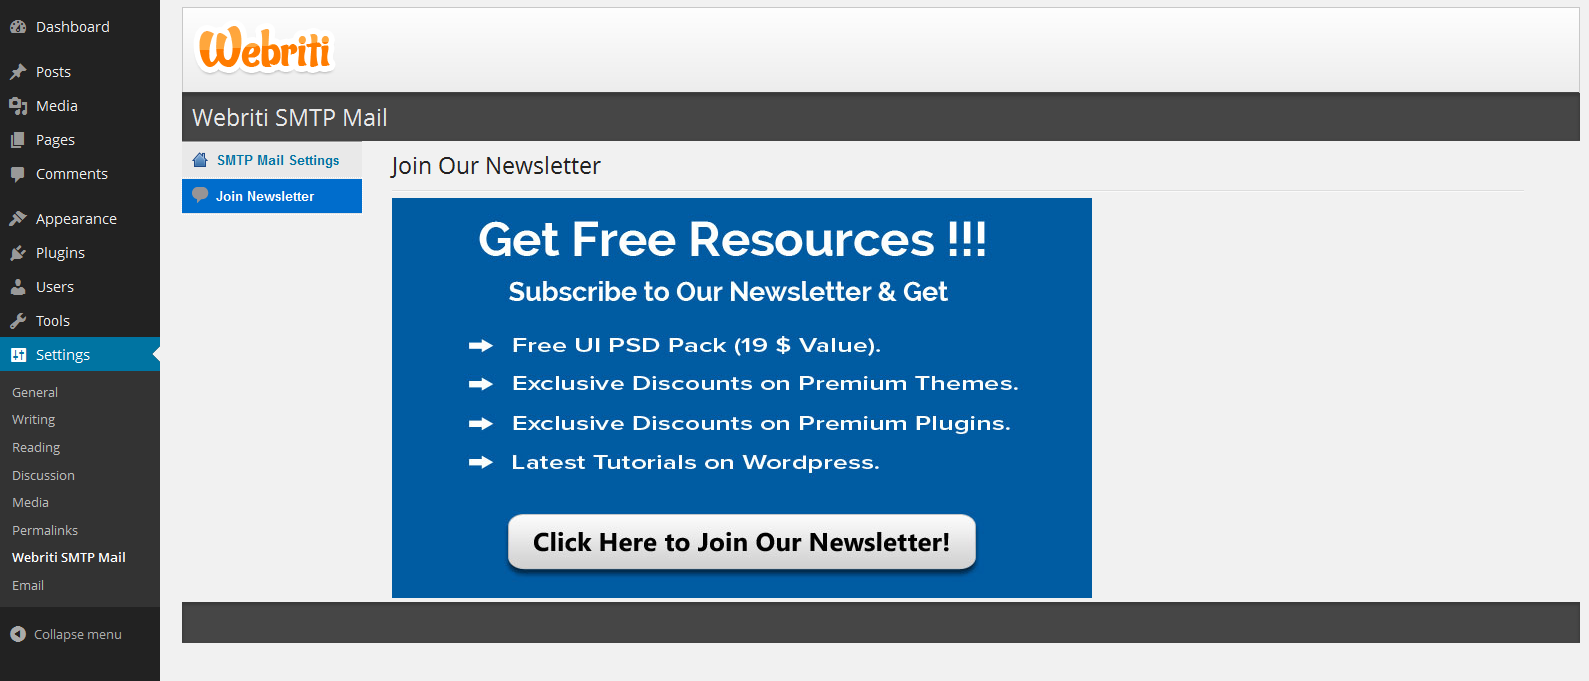 Dashboard
Posts
Media
Pages
Comments
Appearance
Plugins
Users
Tools
Settings
General
Writing
Reading
Discussion
Media
Permalinks
Webriti SMTP Mail
Email
Collapse menu
Webriti
Webriti SMTP Mail
SMTP Mail Settings
Join Newsletter
Join Our Newsletter
Get Free Resources !!!
Subscribe to Our Newsletter & Get
Free UI PSD Pack (19 $ Value).
Exclusive Discounts on Premium Themes.
Exclusive Discounts on Premium Plugins.
Latest Tutorials on Wordpress.
Click Here to Join Our Newsletter!